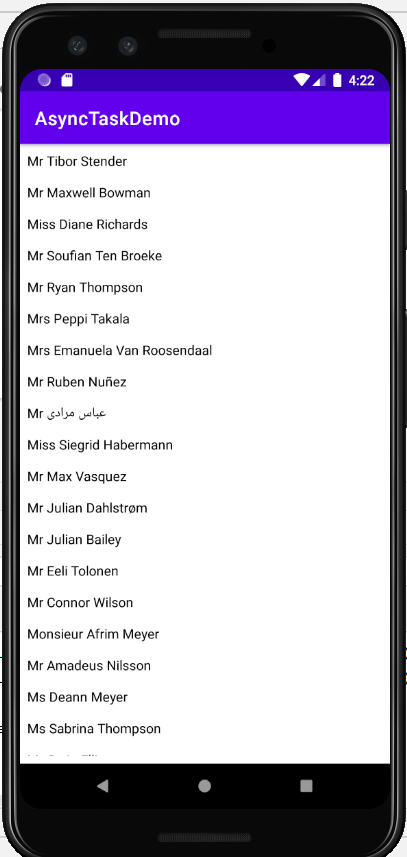 4:22
AsyncTaskDemo
Mr Tibor Stender
Mr Maxwell Bowman
Miss Diane Richards
Mr Soufian Ten Broeke
Mr Ryan Thompson
Mrs Peppi Takala
Mrs Emanuela Van Roosendaal
Mr Ruben Nuñez
Mr عباس مرادی
Miss Siegrid Habermann
Mr Max Vasquez
Mr Julian Dahlstrøm
Mr Julian Bailey
Mr Eeli Tolonen
Mr Connor Wilson
Monsieur Afrim Meyer
Mr Amadeus Nilsson
Ms Deann Meyer
Ms Sabrina Thompson